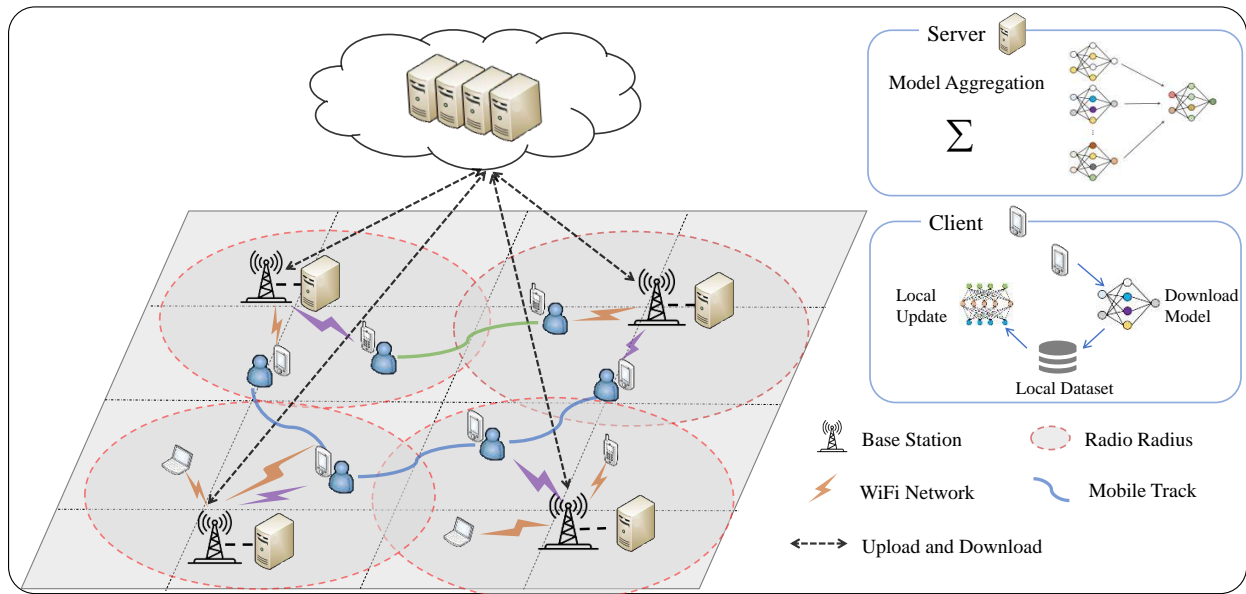 Server
Model Aggregation
Σ
Client
Local
Update
Download
Model
Local Dataset
Base Station
Radio Radius
WiFi Network
Mobile Track
Upload and Download